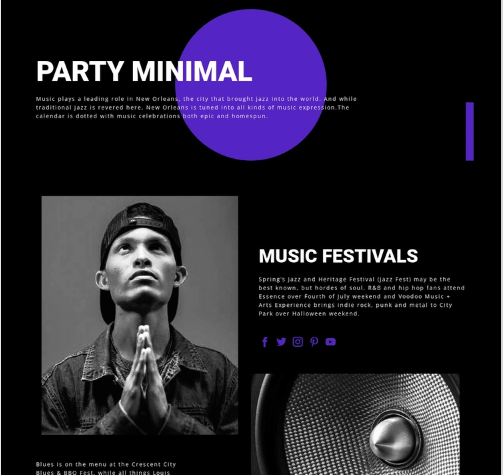 PARTY MINIMAL
Music plays a leading role in New Orleans, the city that brought jazz into the world. And while
traditional jazz is revered here, New Orleans is tuned into all kinds of music expression.The
calendar is dotted with music celebrations both epic and homespun.
MUSIC FESTIVALS
Spring's Jazz and Heritage Festival (Jazz Fest) may be the
best known, but hordes of soul, R&B and hip hop fans attend
Essence over Fourth of July weekend and Voodoo Music +
Arts Experience brings indie rock, punk and metal to City
Park over Halloween weekend.
Blues is on the menu at the Crescent City
Blues & BBQ Fest, while all things Louis